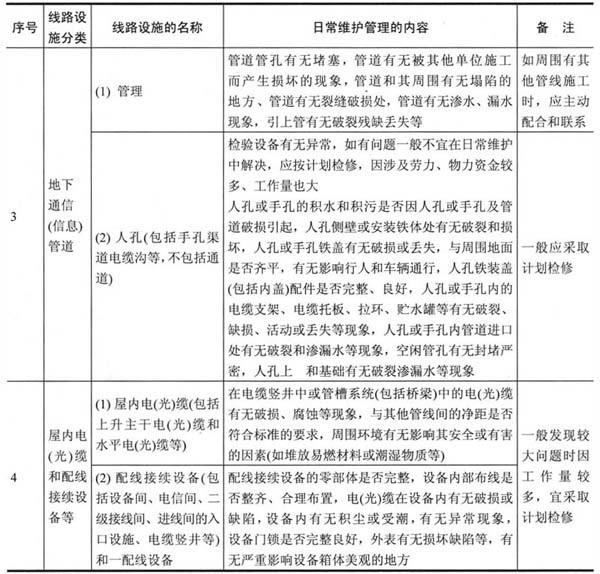 序号
线路设
施分类
线路设施的名称
日常维护管理的内容
备 注
3
地下
通信
(信息)
管道
(1) 管理
管道管孔有无堵塞，管道有无被其他单位施工
而产生损坏的现象，管道和其周围有无塌陷的
地方、管道有无裂缝破损处，管道有无渗水、漏水
现象，引上管有无破裂残缺丢失等
如周围有其
他管线施工
时，应主动
配合和联系
(2) 人孔(包括手孔渠
道电缆沟等，不包括通
道)
检验设备有无异常，如有问题一般不宜在日常维护
中解决，应按计划检修，因涉及劳力、物力资金较
多、工作量也大
人孔或手孔的积水和积污是否因人孔或手孔及管
道破损引起，人孔侧壁或安装铁体处有无破裂和损
坏，人孔或手孔铁盖有无破损或丢失，与周围地面
是否齐平，有无影响行人和车辆通行，人孔铁装盖
(包括内盖)配件是否完整、良好，人孔或手孔内的
电缆支架、电缆托板、拉环、贮水罐等有无破裂、
缺损、活动或丢失等现象，人孔或手孔内管道进口
处有无破裂和渗漏水等现象，空闲管孔有无封堵严
密，人孔上 和基础有无破裂渗漏水等现象
一般应采取
计划检修
4
屋内电
(光)缆
和配线
接续设
备等
(1) 屋内电(光)缆(包括
上升主干电(光)缆和
水平电(光)缆等)
在电缆竖井中或管槽系统(包括桥梁)中的电(光)缆
有无破损、腐蚀等现象，与其他管线间的净距是否
符合标准的要求，周围环境有无影响其安全或有害
的因素(如堆放易燃材料或潮湿物质等)
一般发现较
大问题时因
工作量较
多，宜采取
计划检修
(2) 配线接续设备(包
括设备间、电信间、二
级接线间、进线间的入
口设施、电缆竖井等)
和一配线设备
配线接续设备的零部体是否完整，设备内部布线是
否整齐、合理布置，电(光)缆在设备内有无破损或
缺陷，设备内有无积尘或受潮，有无异常现象，
设备门锁是否完整良好，外表有无损坏缺陷等，有
无严重影响设备箱体美观的地方